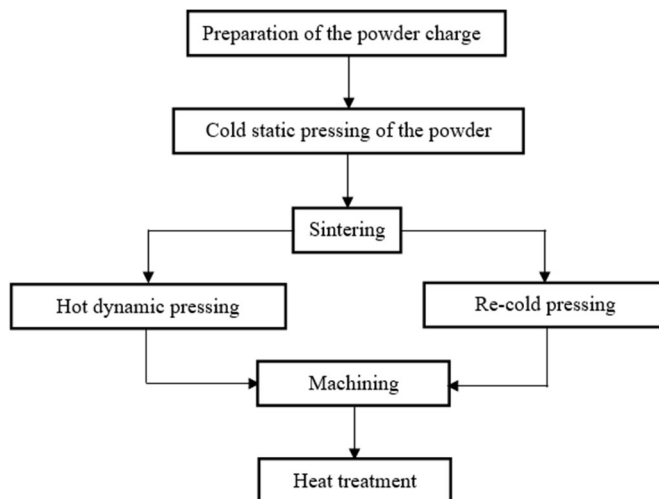 Preparation of the powder charge
Cold static pressing of the powder
Sintering
Hot dynamic pressing
Re-cold pressing
Machining
Heat treatment